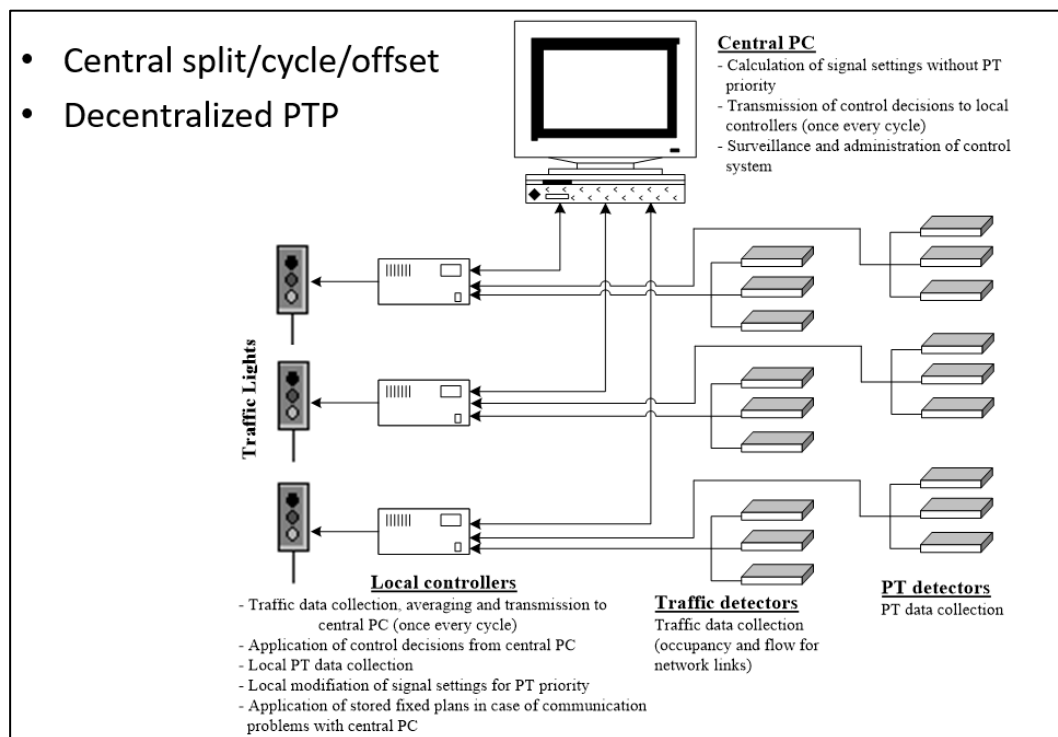 • Central split/cycle/offset
• Decentralized PTP
Central PC
- Calculation of signal settings without PT
priority
- Transmission of control decisions to local
controllers (once every cycle)
- Surveillance and administration of control
system
Traffic Lights
Local controllers
- Traffic data collection, averaging and transmission to
central PC (once every cycle)
- Application of control decisions from central PC
- Local PT data collection
- Local modifiation of signal settings for PT priority
- Application of stored fixed plans in case of communication
problems with central PC
Traffic detectors
Traffic data collection
(occupancy and flow for
network links)
PT detectors
PT data collection